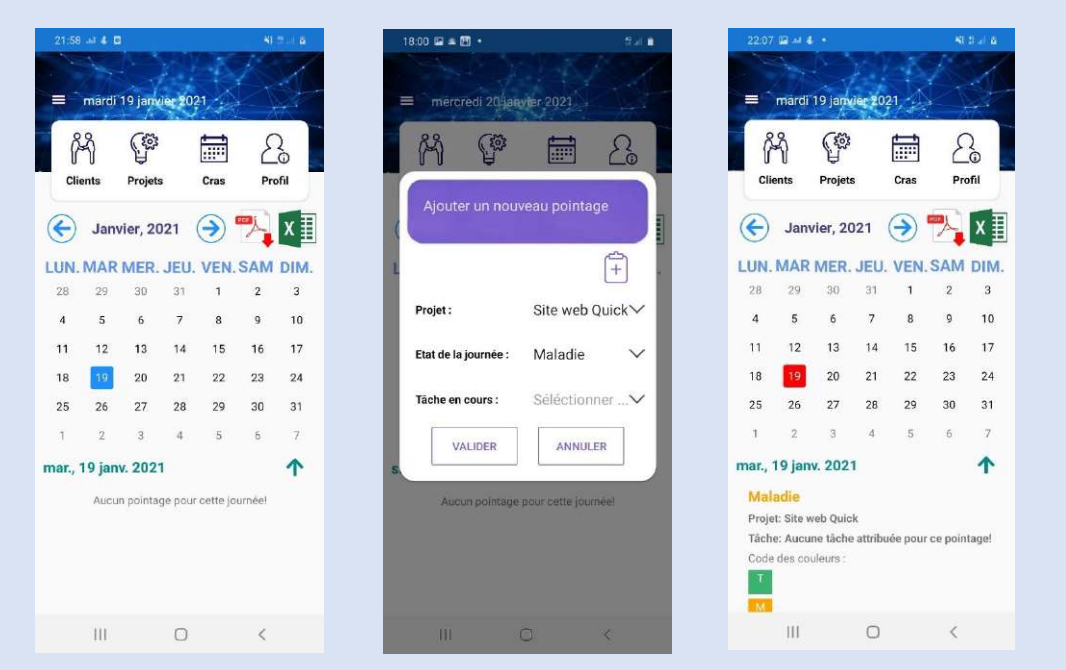 21:58
mardi 19 janvier 2021
Clients Projets Cras Profil
Janvier, 2021 PDF X
LUN. MAR MER. JEU. VEN. SAM DIM.
28 29 30 31 1 2 3
4 5 6 7 8 9 10
11 12 13 14 15 16 17
18 19 20 21 22 23 24
25 26 27 28 29 30 31
1 2 3 4 5 6 7
mar., 19 janv. 2021
Aucun pointage pour cette journée!
18:00
mercredi 20 janvier 2021
Ajouter un nouveau pointage
Projet : Site web Quick
Etat de la journée : Maladie
Tâche en cours : Séléctionner ...
VALIDER ANNULER
Aucun pointage pour cette journée!
22:07
mardi 19 janvier 2021
Clients Projets Cras Profil
Janvier, 2021 PDF X
LUN. MAR MER. JEU. VEN. SAM DIM.
28 29 30 31 1 2 3
4 5 6 7 8 9 10
11 12 13 14 15 16 17
18 19 20 21 22 23 24
25 26 27 28 29 30 31
1 2 3 4 5 6 7
mar., 19 janv. 2021
Maladie
Projet: Site web Quick
Tâche: Aucune tâche attribuée pour ce pointage!
Code des couleurs :
T
M